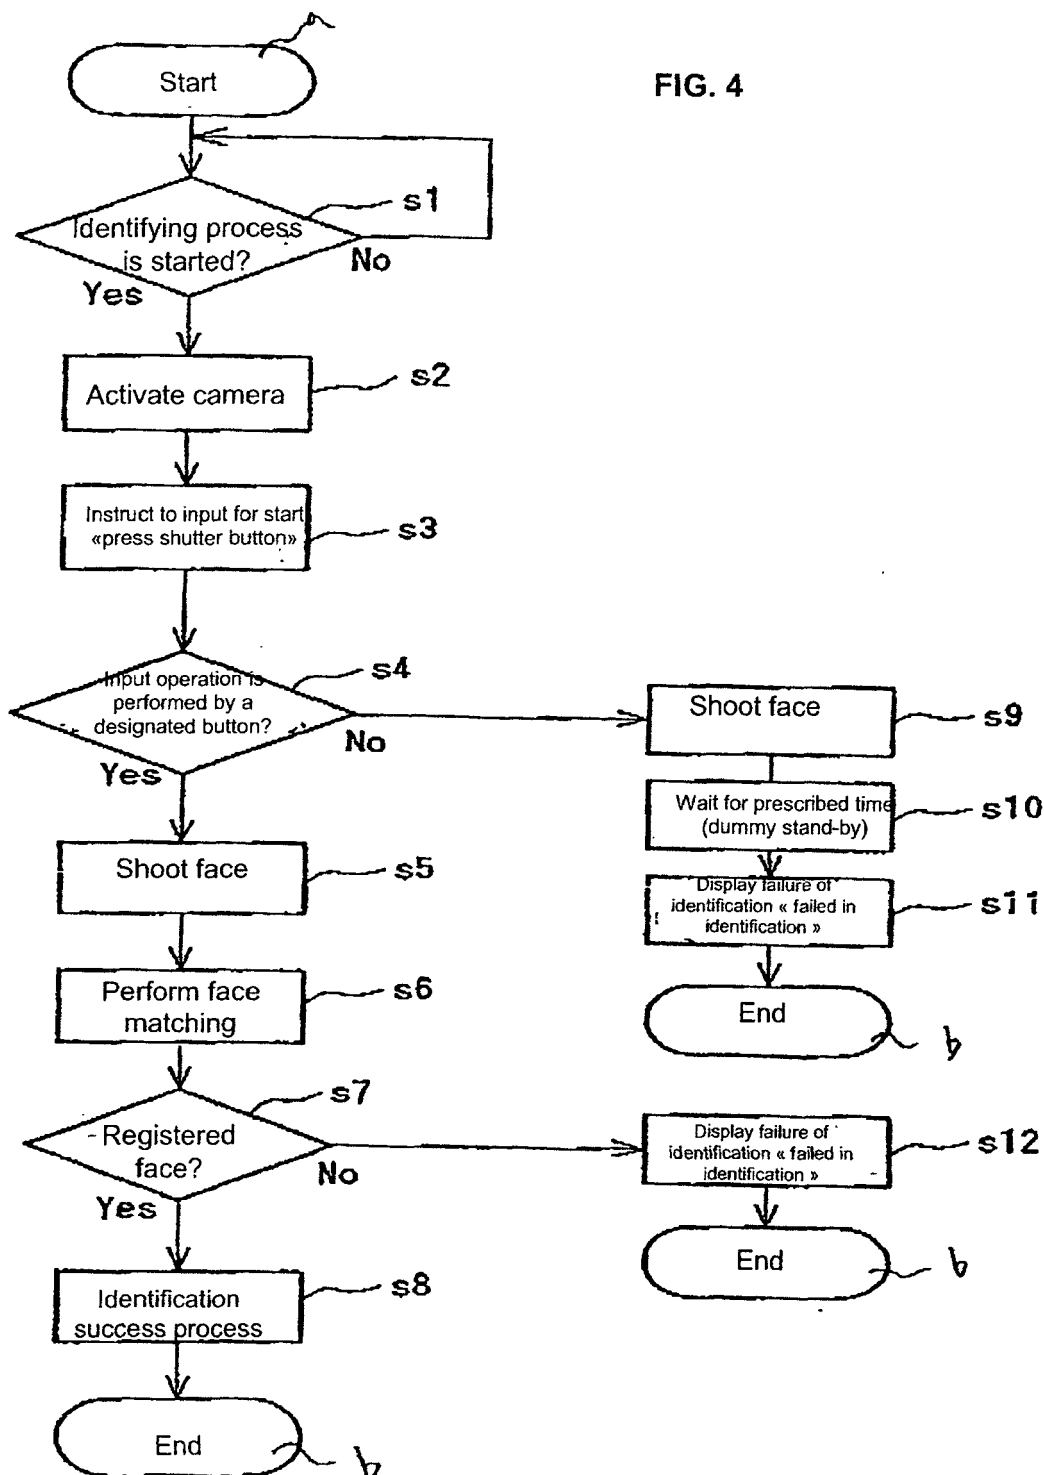 a
Start
FIG. 4
s1
Identifying process
is started?
No
Yes
s2
Activate camera
Instruct to input for start
«press shutter button»
s3
s4
Input operation is
performed by a
designated button?
No
Yes
Shoot face
s9
Wait for prescribed time
(dummy stand-by)
s10
Shoot face
s5
Display failure of
identification « failed in
identification »
s11
Perform face
matching
s6
End
b
s7
Registered
face?
No
Yes
Display failure of
identification « failed in
identification »
s12
End
b
s8
Identification
success process
End
b